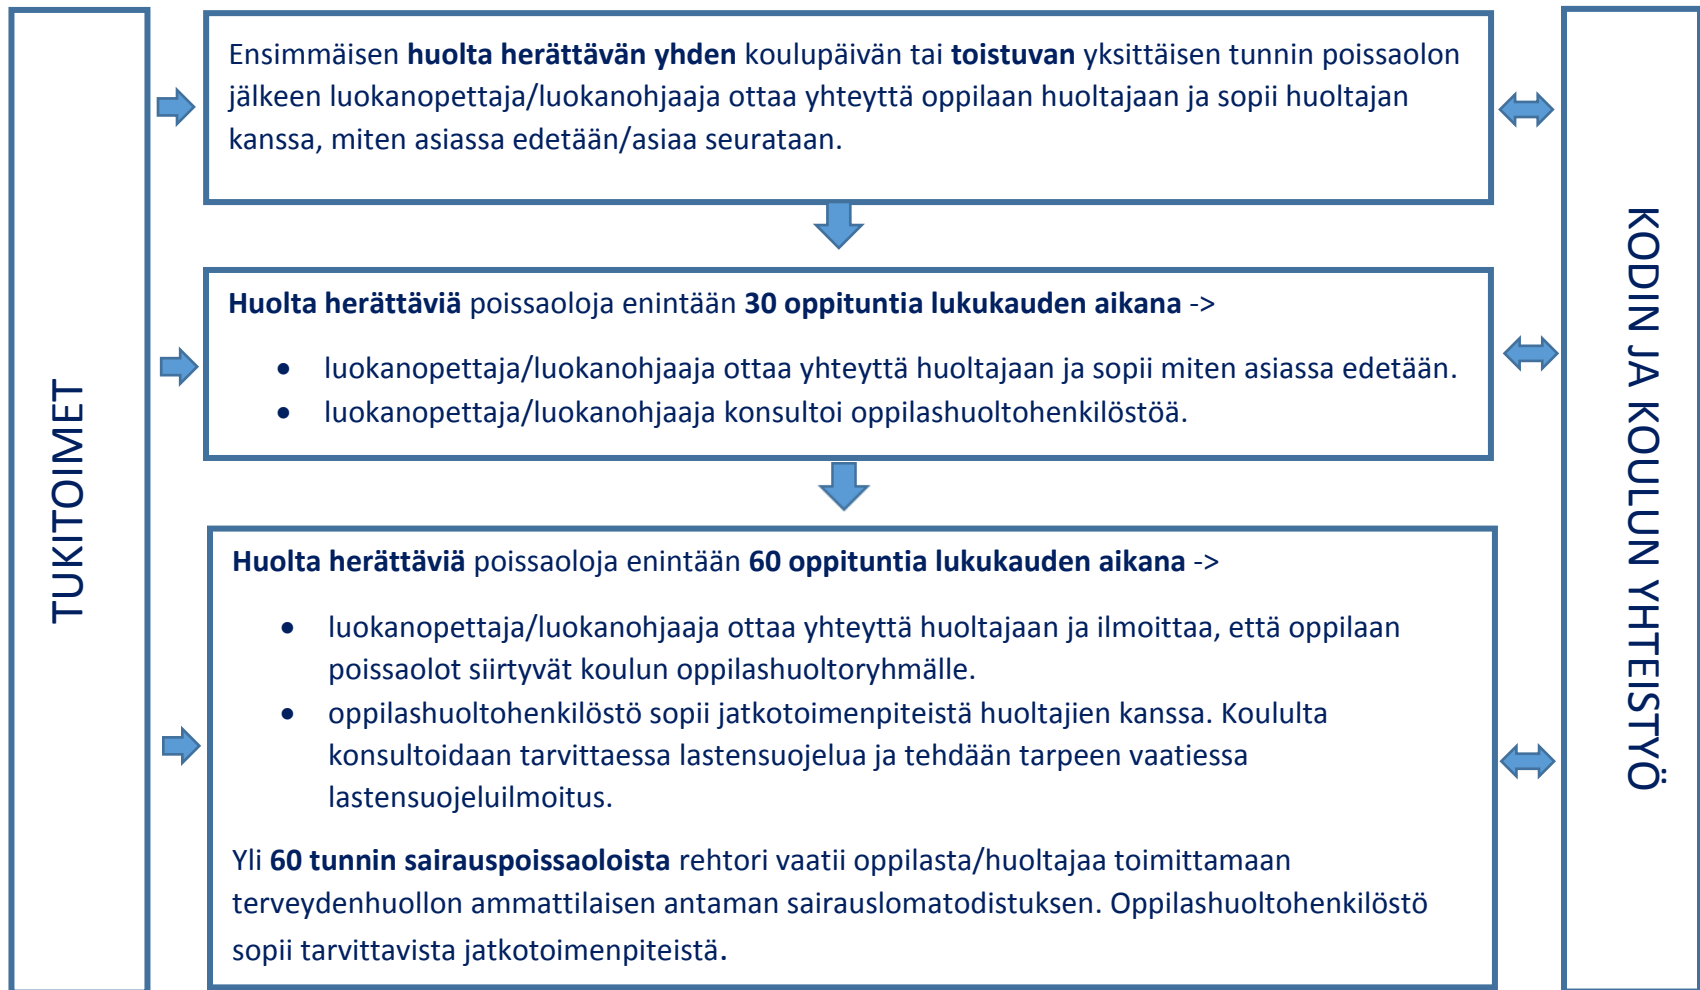 TUKITOIMET
Ensimmäisen huolta herättävän yhden koulupäivän tai toistuvan yksittäisen tunnin poissaolon
jälkeen luokanopettaja/luokanohjaaja ottaa yhteyttä oppilaan huoltajaan ja sopii huoltajan
kanssa, miten asiassa edetään/asiaa seurataan.
Huolta herättäviä poissaoloja enintään 30 oppituntia lukukauden aikana ->
• luokanopettaja/luokanohjaaja ottaa yhteyttä huoltajaan ja sopii miten asiassa edetään.
• luokanopettaja/luokanohjaaja konsultoi oppilashuoltohenkilöstöä.
Huolta herättäviä poissaoloja enintään 60 oppituntia lukukauden aikana ->
• luokanopettaja/luokanohjaaja ottaa yhteyttä huoltajaan ja ilmoittaa, että oppilaan
poissaolot siirtyvät koulun oppilashuoltoryhmälle.
• oppilashuoltohenkilöstö sopii jatkotoimenpiteistä huoltajien kanssa. Koululta
konsultoidaan tarvittaessa lastensuojelua ja tehdään tarpeen vaatiessa
lastensuojeluilmoitus.
Yli 60 tunnin sairauspoissaoloista rehtori vaatii oppilasta/huoltajaa toimittamaan
terveydenhuollon ammattilaisen antaman sairauslomatodistuksen. Oppilashuoltohenkilöstö
sopii tarvittavista jatkotoimenpiteistä.
KODIN JA KOULUN YHTEISTYÖ